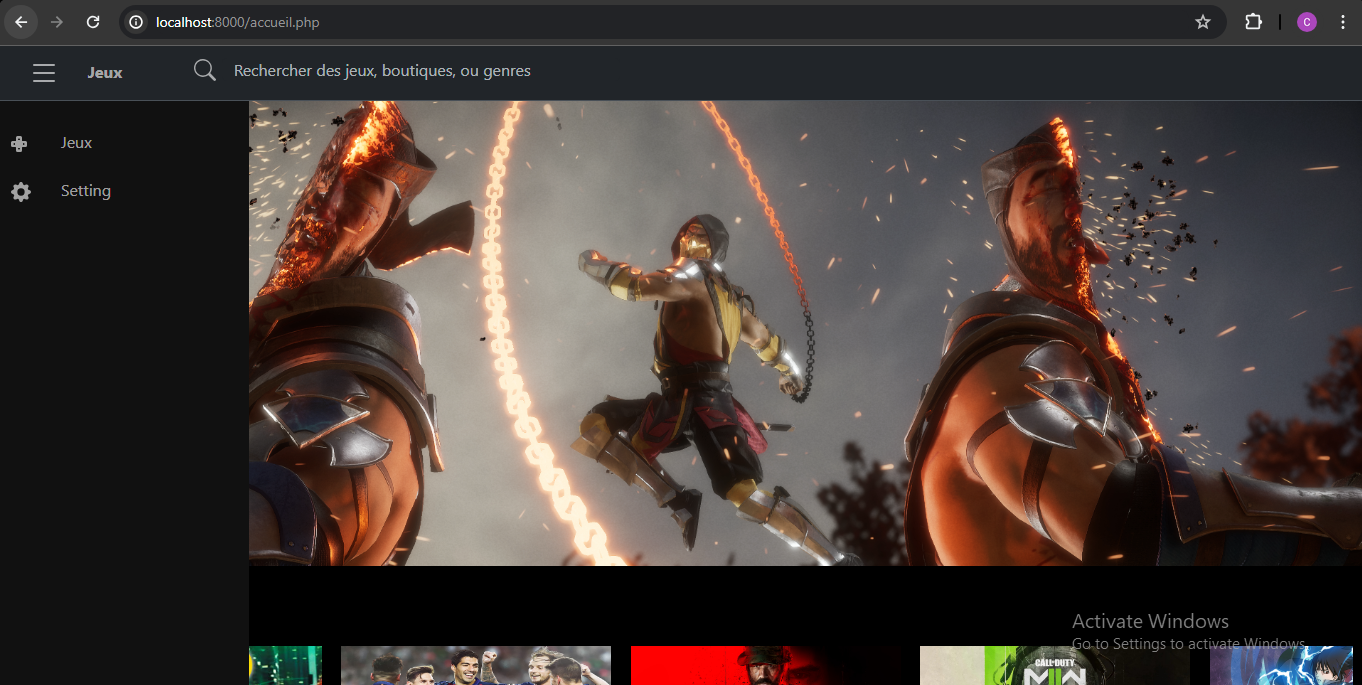 localhost:8000/accueil.php
C
Jeux
Rechercher des jeux, boutiques, ou genres
Jeux
Setting
Activate Windows
Go to Settings to activate Windows.
CALL·DUTY
MW